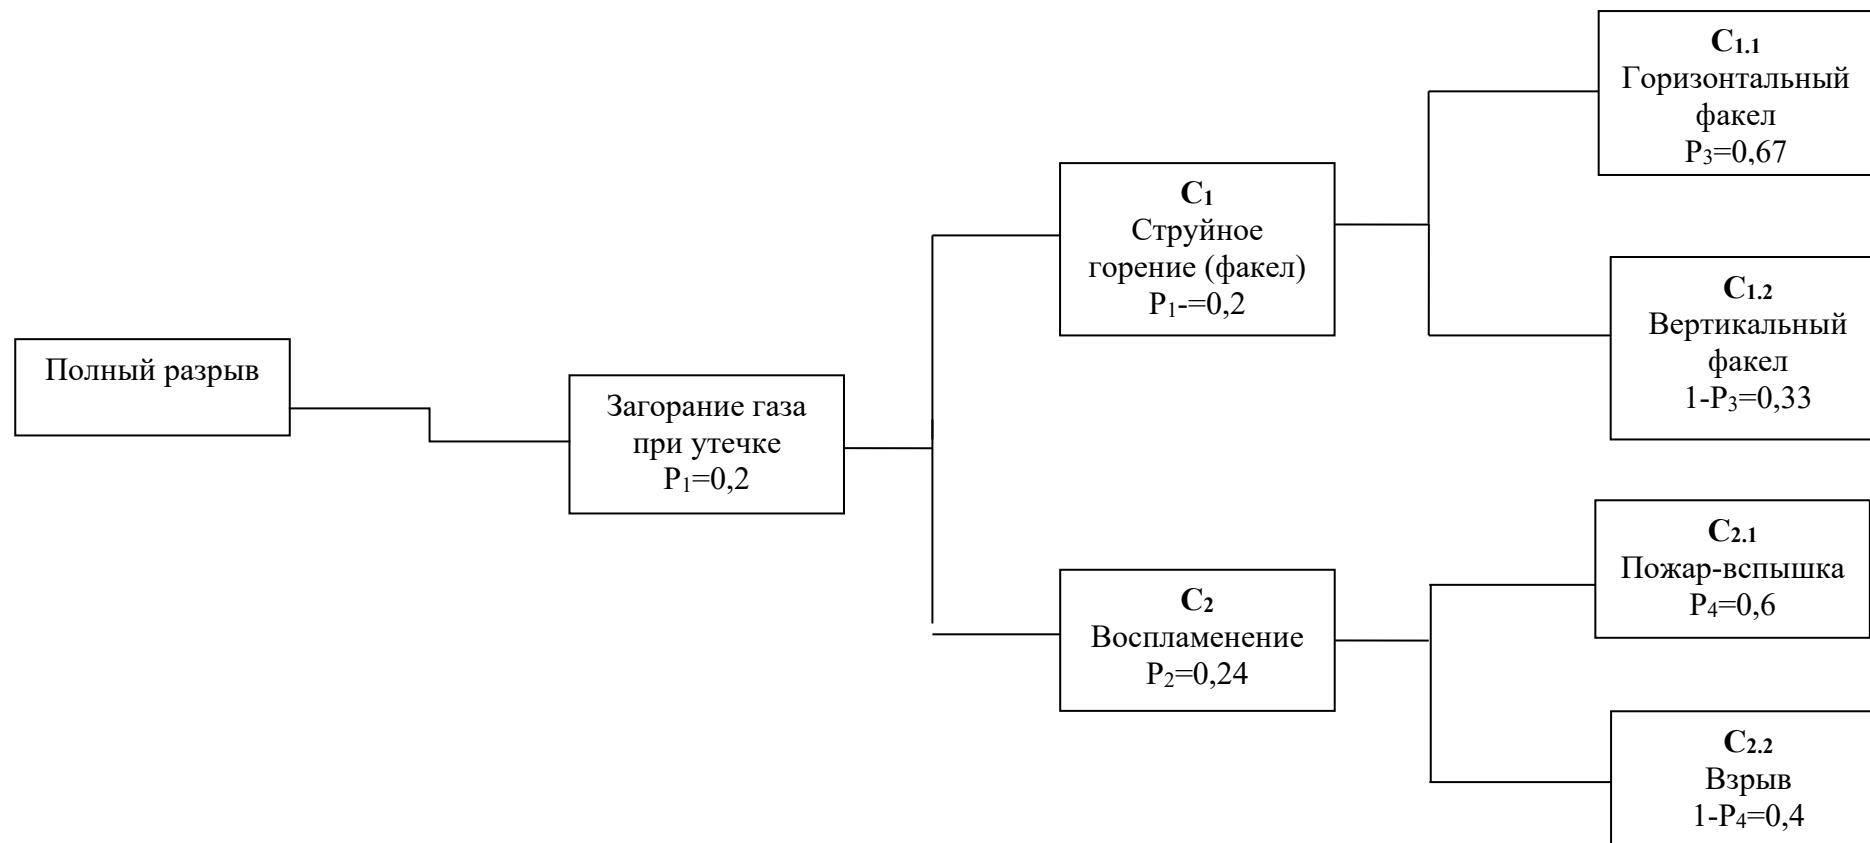 Полный разрыв
Загорание газа
при утечке
P₁=0,2
C₁
Струйное
горение (факел)
P₁-=0,2
C₂
Воспламенение
P₂=0,24
C₁.₁
Горизонтальный
факел
P₃=0,67
C₁.₂
Вертикальный
факел
1-P₃=0,33
C₂.₁
Пожар-вспышка
P₄=0,6
C₂.₂
Взрыв
1-P₄=0,4